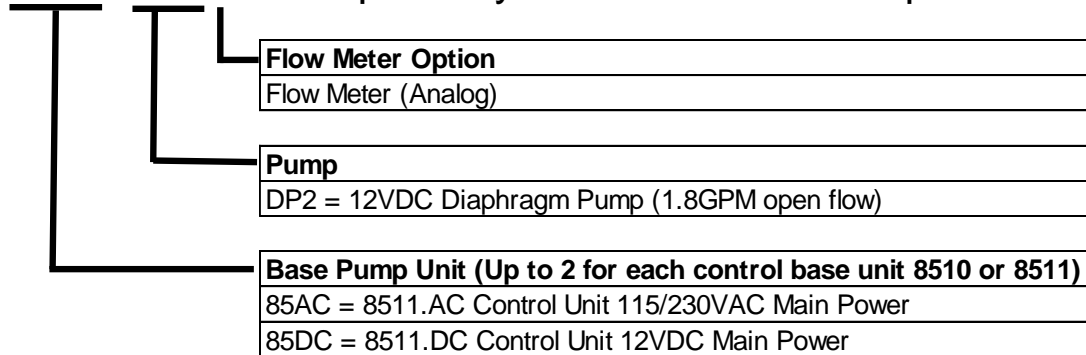 Flow Meter Option
Flow Meter (Analog)
Pump
DP2 = 12VDC Diaphragm Pump (1.8GPM open flow)
Base Pump Unit (Up to 2 for each control base unit 8510 or 8511)
85AC = 8511.AC Control Unit 115/230VAC Main Power
85DC = 8511.DC Control Unit 12VDC Main Power